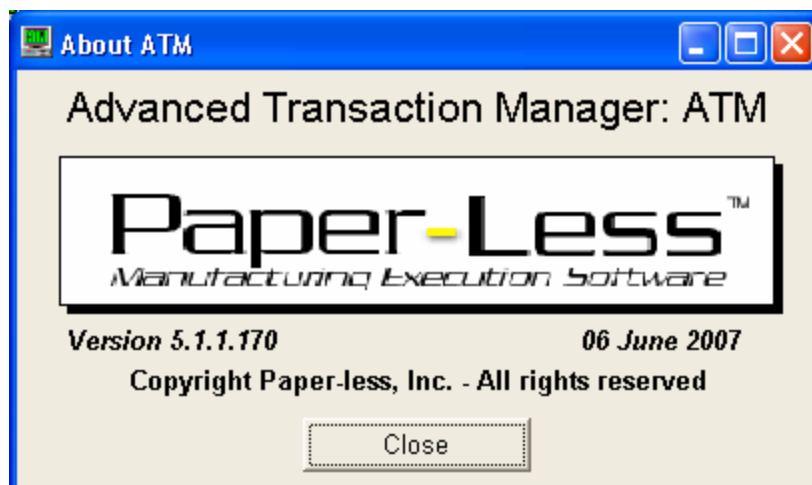 About ATM
Advanced Transaction Manager: ATM
Paper-Less™
Manufacturing Execution Software
Version 5.1.1.170 06 June 2007
Copyright Paper-less, Inc. - All rights reserved
Close